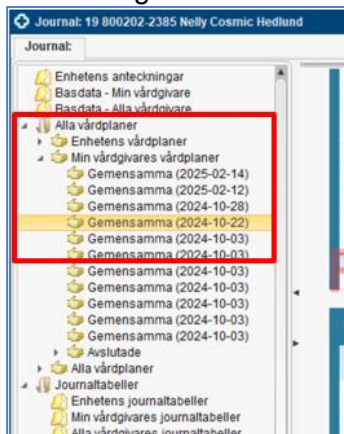 Journal: 19 800202-2385 Nelly Cosmic Hedlund
Journal:
Enhetens anteckningar
Basdata - Min vårdgivare
Basdata - Alla vårdgivare
Alla vårdplaner
Enhetens vårdplaner
Min vårdgivares vårdplaner
Gemensamma (2025-02-14)
Gemensamma (2025-02-12)
Gemensamma (2024-10-28)
Gemensamma (2024-10-22)
Gemensamma (2024-10-03)
Gemensamma (2024-10-03)
Gemensamma (2024-10-03)
Gemensamma (2024-10-03)
Gemensamma (2024-10-03)
Gemensamma (2024-10-03)
Gemensamma (2024-10-03)
Avslutade
Alla vårdplaner
Journaltabeller
Enhetens journaltabeller
Min vårdgivares journaltabeller
Alla vårdgivares journaltabeller